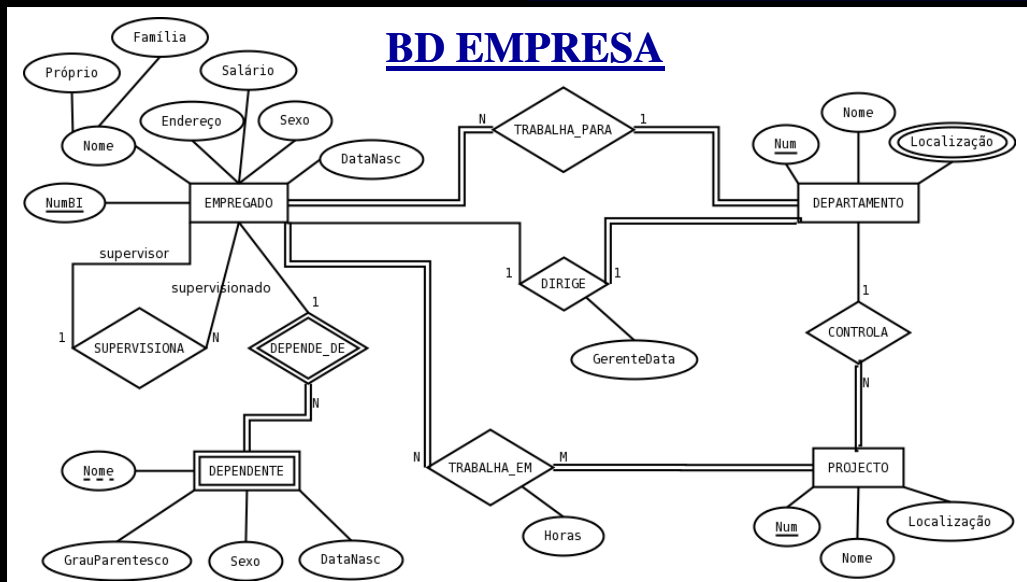 BD EMPRESA
Família
Próprio
Salário
Endereço
Sexo
Nome
DataNasc
NumBI
EMPREGADO
N
TRABALHA_PARA
1
Nome
Num
Localização
DEPARTAMENTO
supervisor
supervisionado
1
SUPERVISIONA
N
1
DEPENDE_DE
N
1
DIRIGE
1
GerenteData
1
CONTROLA
N
Nome
DEPENDENTE
GrauParentesco
Sexo
DataNasc
N
TRABALHA_EM
M
Horas
PROJECTO
Num
Nome
Localização